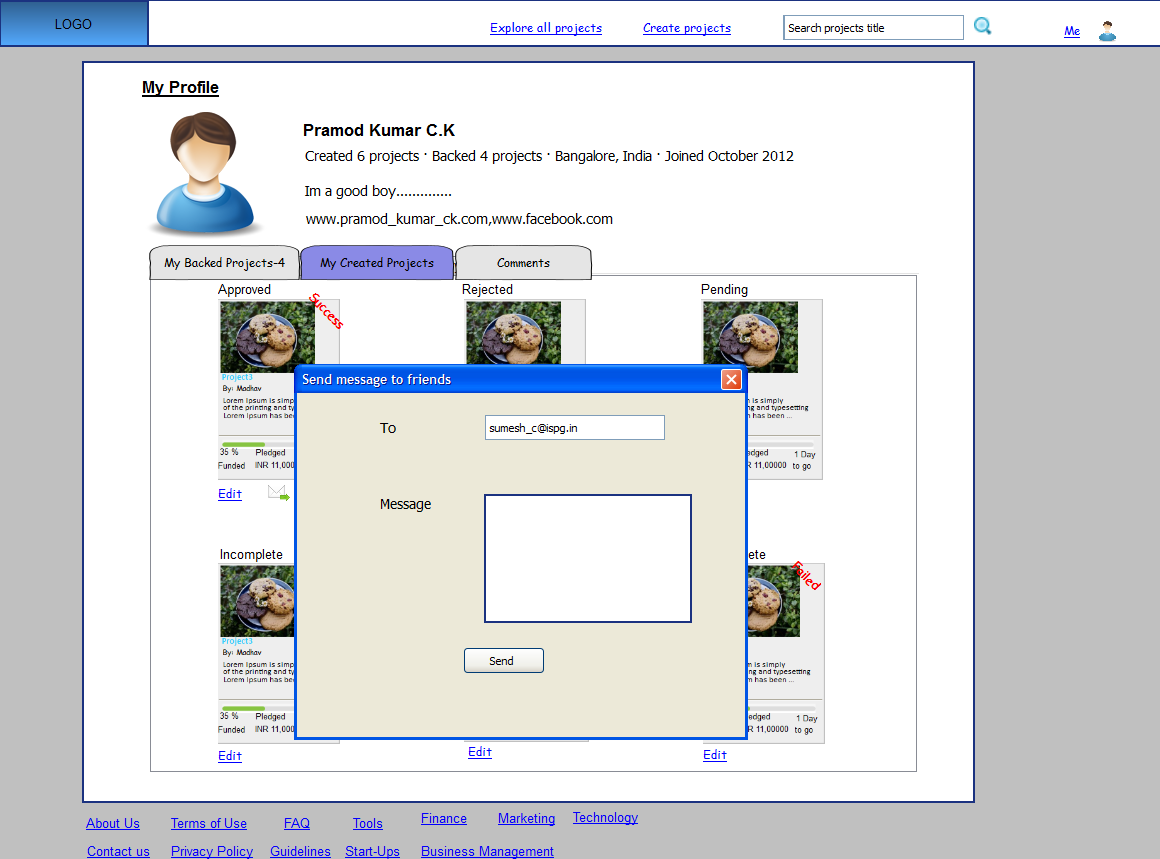 LOGO
Explore all projects
Create projects
Search projects title
Me
My Profile
Pramod Kumar C.K
Created 6 projects · Backed 4 projects · Bangalore, India · Joined October 2012
Im a good boy..............
www.pramod_kumar_ck.com,www.facebook.com
My Backed Projects-4
My Created Projects
Comments
Approved
Rejected
Pending
Success
Project3
By: Madhav
Lorem Ipsum is simp
of the printing and ty
Lorem Ipsum has bee
35 %
Pledged
Funded
INR 11,000
Edit
m is simply
ing and typesetting
has been ...
edged
1 Day
R 11,00000
to go
Send message to friends
To
sumesh_c@ispg.in
Message
Send
Incomplete
ete
Failed
Project3
By: Madhav
Lorem Ipsum is simp
of the printing and ty
Lorem Ipsum has bee
35 %
Pledged
Funded
INR 11,000
m is simply
ing and typesetting
has been ...
edged
1 Day
R 11,00000
to go
Edit
Edit
Edit
About Us
Terms of Use
FAQ
Tools
Finance
Marketing
Technology
Contact us
Privacy Policy
Guidelines
Start-Ups
Business Management